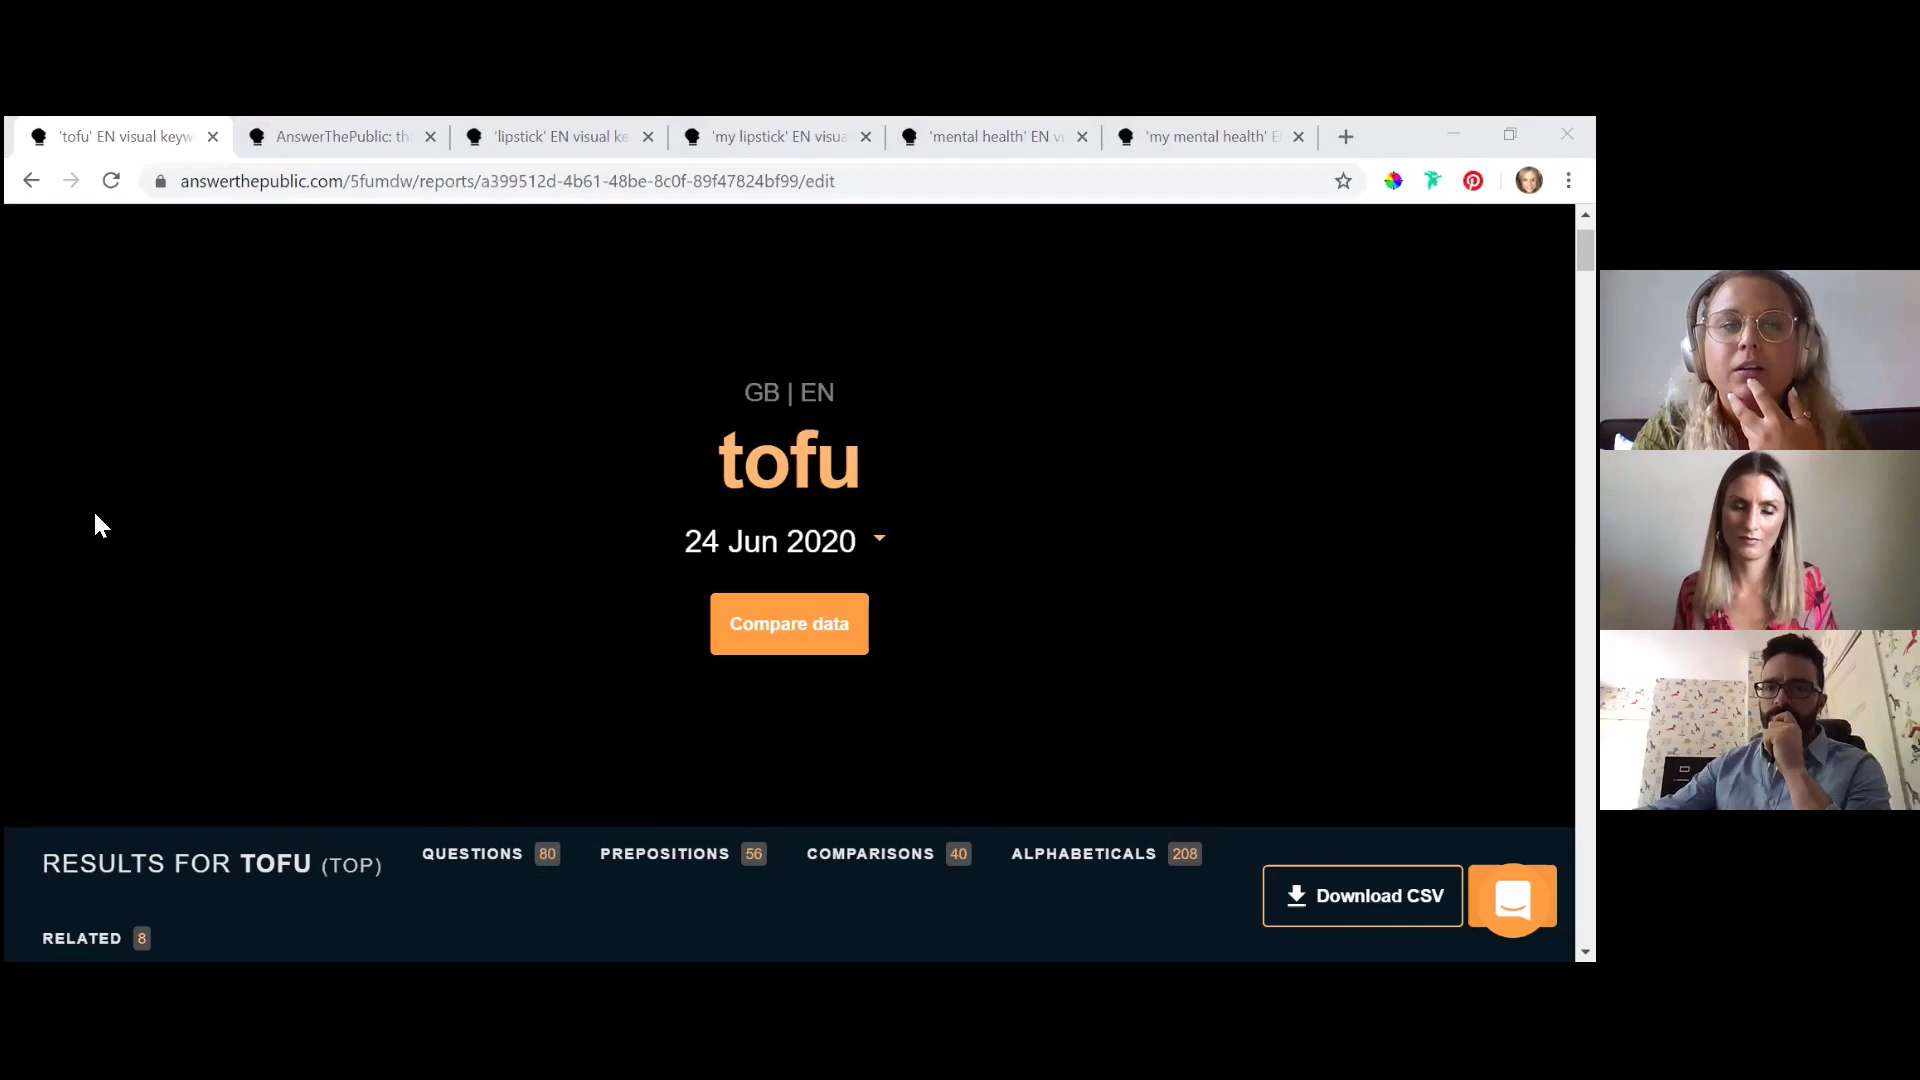 'tofu' EN visual keyw
AnswerThePublic: th
'lipstick' EN visual ke
'my lipstick' EN visua
'mental health' EN vi
'my mental health' E
answerthepublic.com/5fumdw/reports/a399512d-4b61-48be-8c0f-89f47824bf99/edit
GB | EN
tofu
24 Jun 2020
Compare data
RESULTS FOR TOFU (TOP)
QUESTIONS 80
PREPOSITIONS 56
COMPARISONS 40
ALPHABETICALS 208
Download CSV
RELATED 8